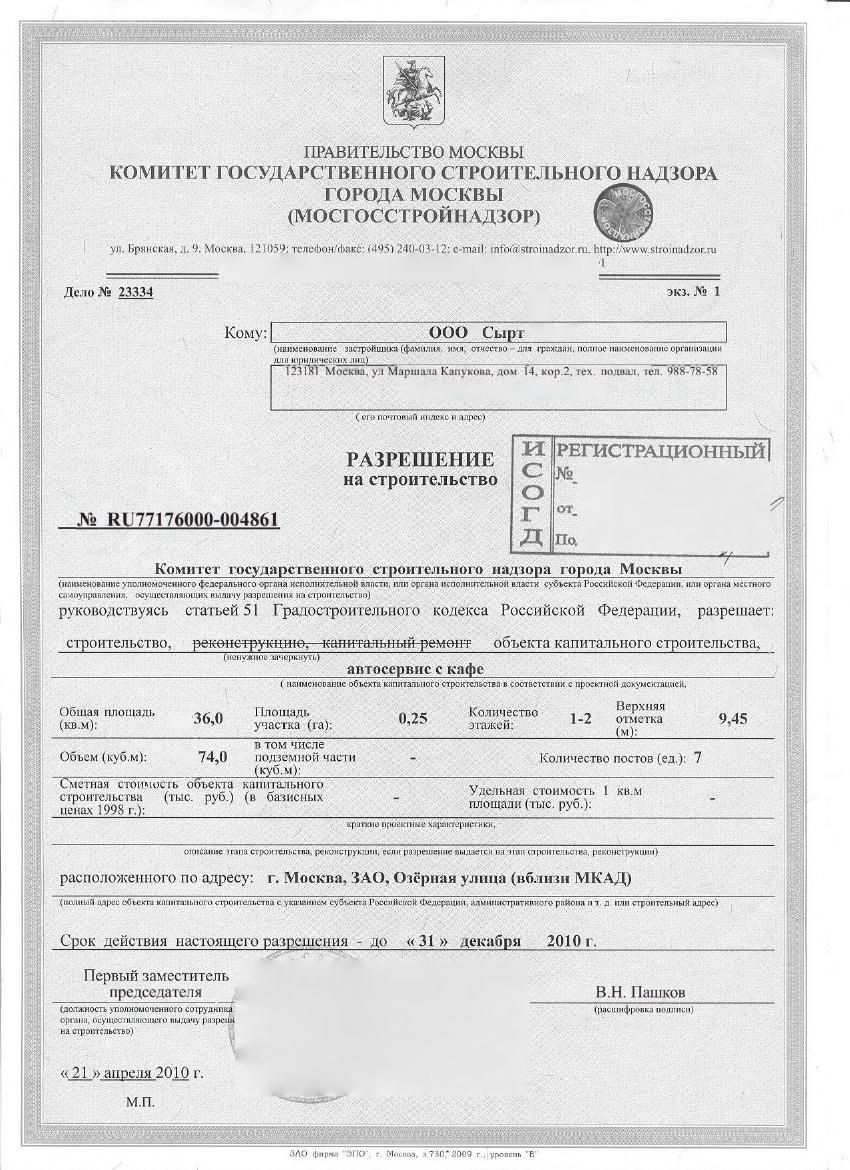 ПРАВИТЕЛЬСТВО МОСКВЫ
КОМИТЕТ ГОСУДАРСТВЕННОГО СТРОИТЕЛЬНОГО НАДЗОРА
ГОРОДА МОСКВЫ
(МОСГОССТРОЙНАДЗОР)
ул. Брянская, д. 9. Москва, 121059; телефон/факс: (495) 240-03-12; e-mail: info@stroinadzor.ru. http://www.stroinadzor.ru
Дело № 23334
экз. № 1
Кому: ООО Сырт
(наименование застройщика (фамилия, имя, отчество – для граждан, полное наименование организации
для юридических лиц)
123181 Москва, ул Маршала Капукова, дом 14, кор.2, тех. подвал, тел. 988-78-58
( его почтовый индекс и адрес)
РАЗРЕШЕНИЕ
на строительство
ИСОГД
РЕГИСТРАЦИОННЫЙ
№
от
По
№ RU77176000-004861
Комитет государственного строительного надзора города Москвы
(наименование уполномоченного федерального органа исполнительной власти, или органа исполнительной власти субъекта Российской Федерации, или органа местного
самоуправления, осуществляющих выдачу разрешения на строительство)
руководствуясь статьей 51 Градостроительного кодекса Российской Федерации, разрешает:
строительство, реконструкцию, капитальный ремонт объекта капитального строительства,
(ненужное зачеркнуть)
автосервис с кафе
( наименование объекта капитального строительства в соответствии с проектной документацией,
Общая площадь (кв.м): 36,0 Площадь участка (га): 0,25 Количество этажей: 1-2 Верхняя отметка (м): 9,45
Объем (куб.м): 74,0 в том числе подземной части (куб.м): - Количество постов (ед.): 7
Сметная стоимость объекта капитального
строительства (тыс. руб.) (в базисных
ценах 1998 г.): -
Удельная стоимость 1 кв.м
площади (тыс. руб.): -
краткие проектные характеристики,
описание этапа строительства, реконструкции, если разрешение выдается на этап строительства, реконструкции)
расположенного по адресу: г. Москва, ЗАО, Озёрная улица (вблизи МКАД)
(полный адрес объекта капитального строительства с указанием субъекта Российской Федерации, административного района и т. д. или строительный адрес)
Срок действия настоящего разрешения - до « 31 » декабря 2010 г.
Первый заместитель
председателя
В.Н. Пашков
(должность уполномоченного сотрудника
органа, осуществляющего выдачу
на строительство)
(расшифровка подписи)
« 21 » апреля 2010 г.
М.П.
ЗАО фирма "ЭПО", г. Москва, з.730, 2009 г., уровень "В"